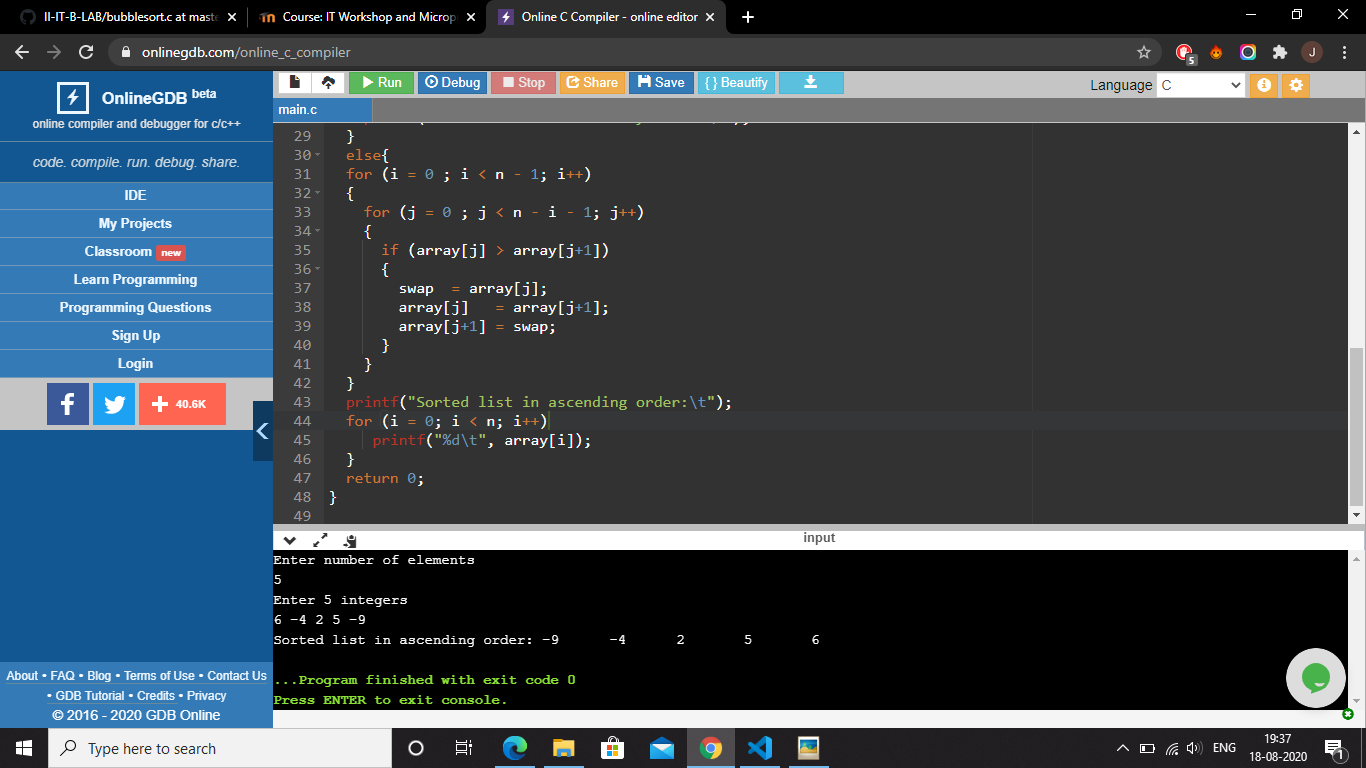 II-IT-B-LAB/bubblesort.c at maste
Course: IT Workshop and Microp
Online C Compiler - online editor
onlinegdb.com/online_c_compiler
5
J
OnlineGDB beta
online compiler and debugger for c/c++
code. compile. run. debug. share.
IDE
My Projects
Classroom new
Learn Programming
Programming Questions
Sign Up
Login
40.6K
About • FAQ • Blog • Terms of Use • Contact Us
• GDB Tutorial • Credits • Privacy
© 2016 - 2020 GDB Online
Run Debug Stop Share Save { } Beautify
Language C
main.c
29 }
30 else{
31 for (i = 0 ; i < n - 1; i++)
32 {
33 for (j = 0 ; j < n - i - 1; j++)
34 {
35 if (array[j] > array[j+1])
36 {
37 swap  = array[j];
38 array[j]   = array[j+1];
39 array[j+1] = swap;
40 }
41 }
42 }
43 printf("Sorted list in ascending order:\t");
44 for (i = 0; i < n; i++)
45 printf("%d\t", array[i]);
46 }
47 return 0;
48 }
49
input
Enter number of elements
5
Enter 5 integers
6 -4 2 5 -9
Sorted list in ascending order: -9 -4 2 5 6
...Program finished with exit code 0
Press ENTER to exit console.
Type here to search
ENG
19:37
18-08-2020
1